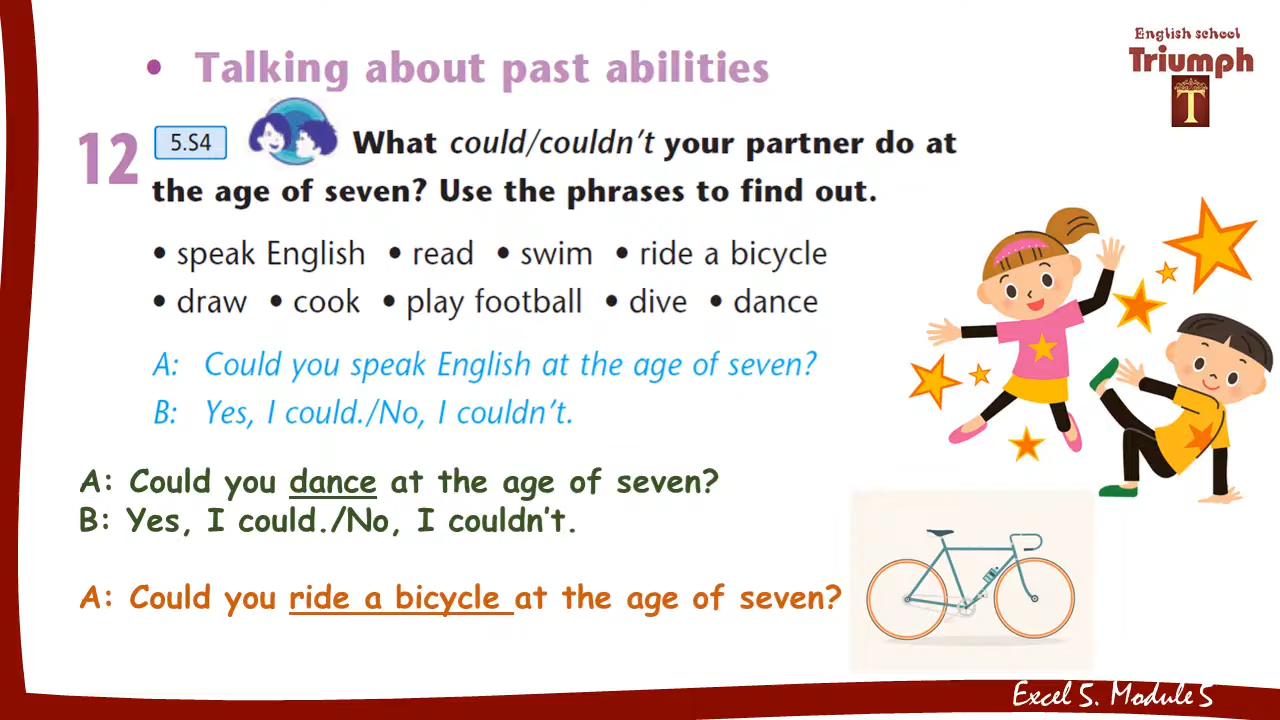 English school
Triumph
T
• Talking about past abilities
12 5.S4 What could/couldn't your partner do at
the age of seven? Use the phrases to find out.
• speak English • read • swim • ride a bicycle
• draw • cook • play football • dive • dance
A: Could you speak English at the age of seven?
B: Yes, I could./No, I couldn't.
A: Could you dance at the age of seven?
B: Yes, I could./No, I couldn't.
A: Could you ride a bicycle at the age of seven?
Excel 5. Module 5